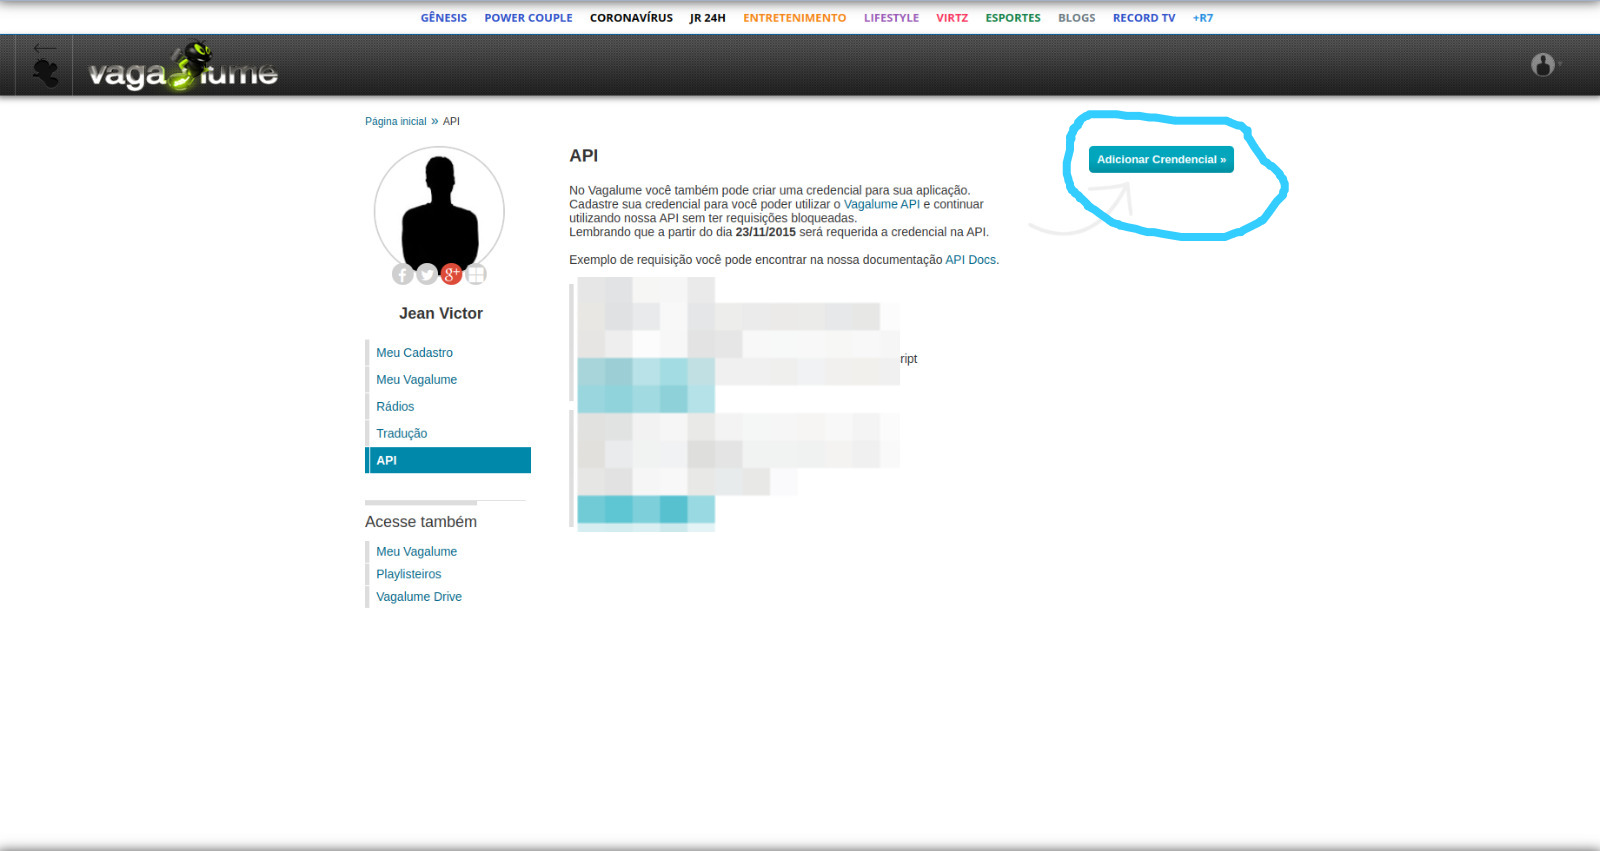 GÊNESIS POWER COUPLE CORONAVÍRUS JR 24H ENTRETENIMENTO LIFESTYLE VIRTZ ESPORTES BLOGS RECORD TV +R7
vagalume
Página inicial » API
API
Adicionar Crendencial »
No Vagalume você também pode criar uma credencial para sua aplicação.
Cadastre sua credencial para você poder utilizar o Vagalume API e continuar
utilizando nossa API sem ter requisições bloqueadas.
Lembrando que a partir do dia 23/11/2015 será requerida a credencial na API.
Exemplo de requisição você pode encontrar na nossa documentação API Docs.
ript
Jean Victor
Meu Cadastro
Meu Vagalume
Rádios
Tradução
API
Acesse também
Meu Vagalume
Playlisteiros
Vagalume Drive